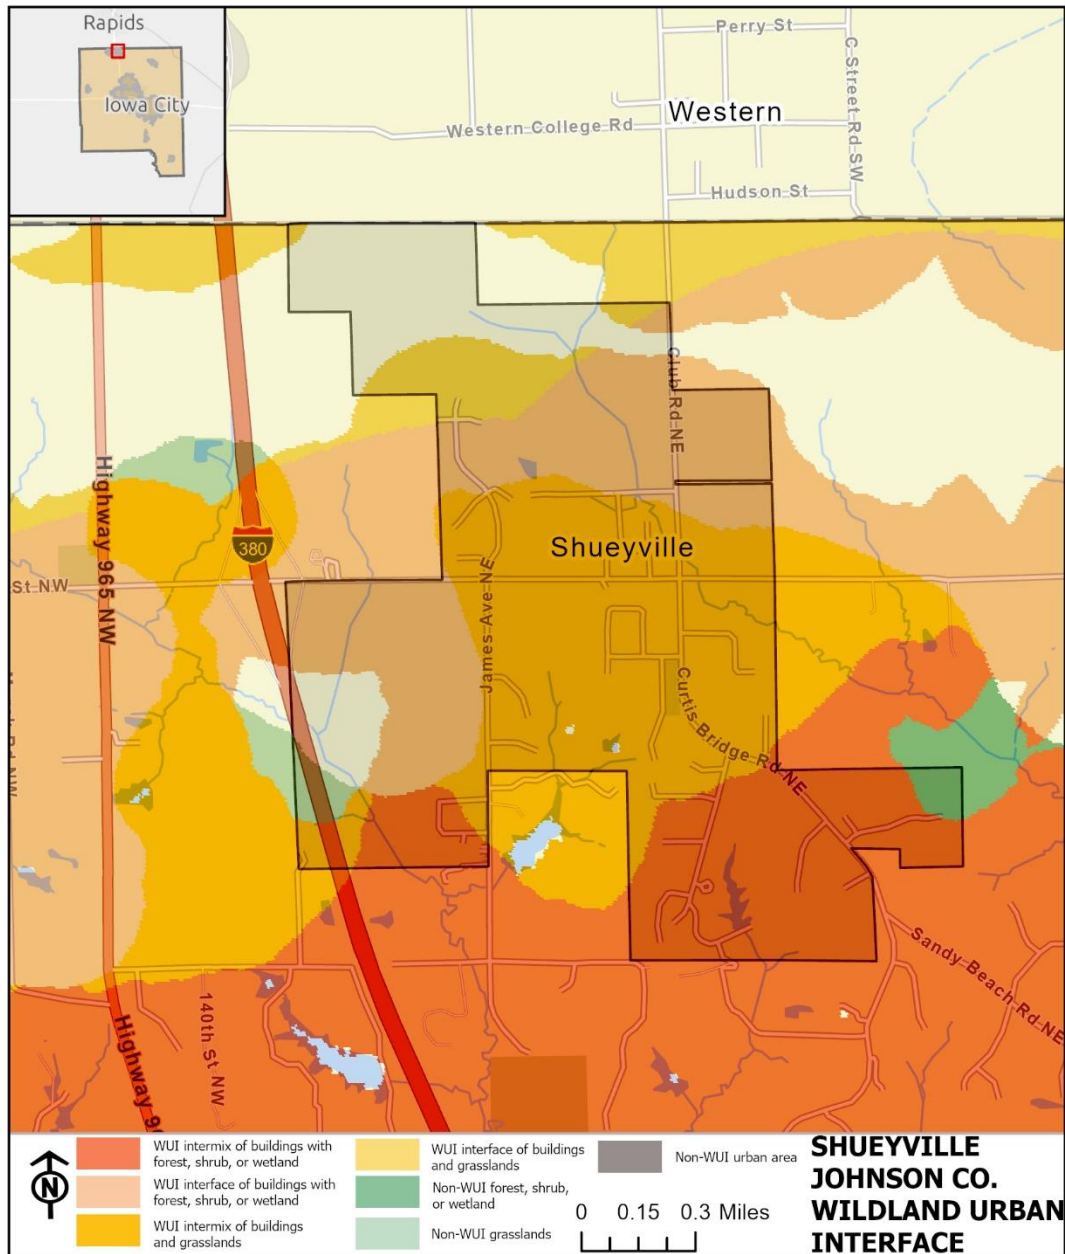 Rapids
Iowa City
Perry St
C Street Rd SW
Western
Western College Rd
Hudson St
Club Rd NE
Highway 965 NW
380
Shueyville
St NW
James Ave NE
Curtis Bridge Rd NE
Sandy Beach Rd NE
140th St NW
Highway 96
WUI intermix of buildings with
forest, shrub, or wetland
WUI interface of buildings with
forest, shrub, or wetland
WUI intermix of buildings
and grasslands
WUI interface of buildings
and grasslands
Non-WUI forest, shrub,
or wetland
Non-WUI grasslands
Non-WUI urban area
0 0.15 0.3 Miles
N
SHUEYVILLE
JOHNSON CO.
WILDLAND URBAN
INTERFACE